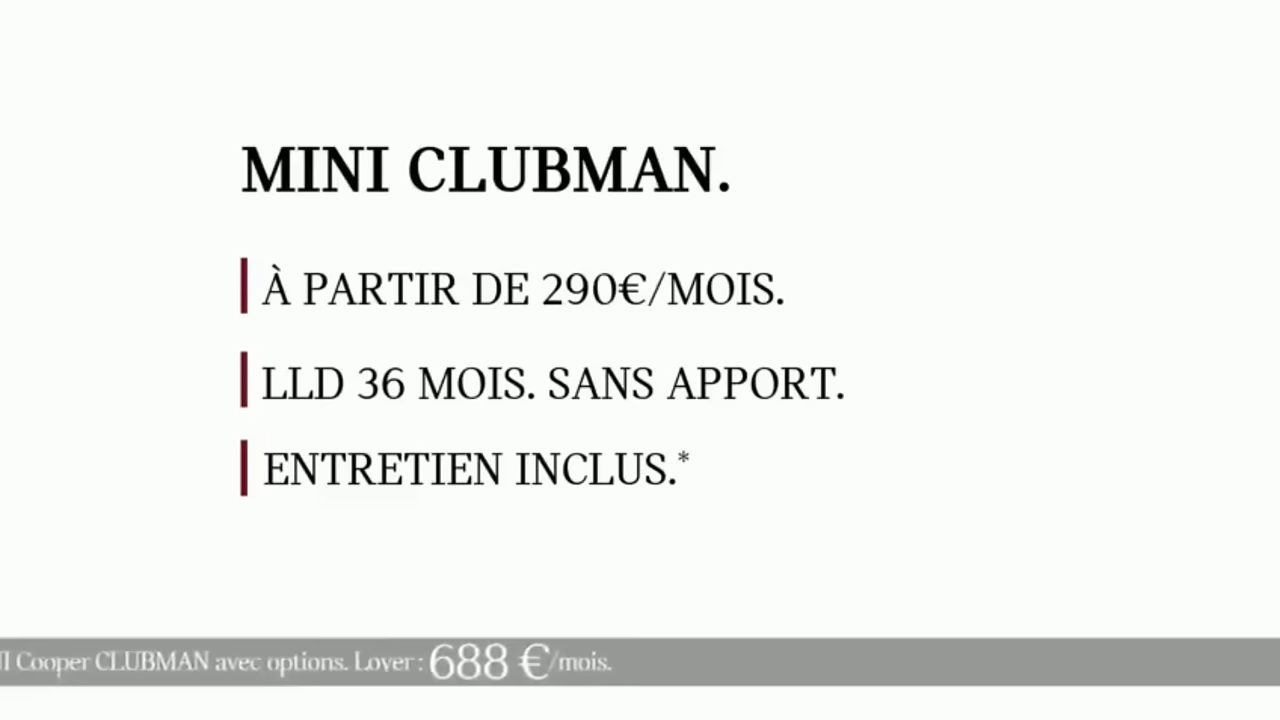 MINI CLUBMAN.
À PARTIR DE 290€/MOIS.
LLD 36 MOIS. SANS APPORT.
ENTRETIEN INCLUS.*
Cooper CLUBMAN avec options. Loyer : 688 €/mois.